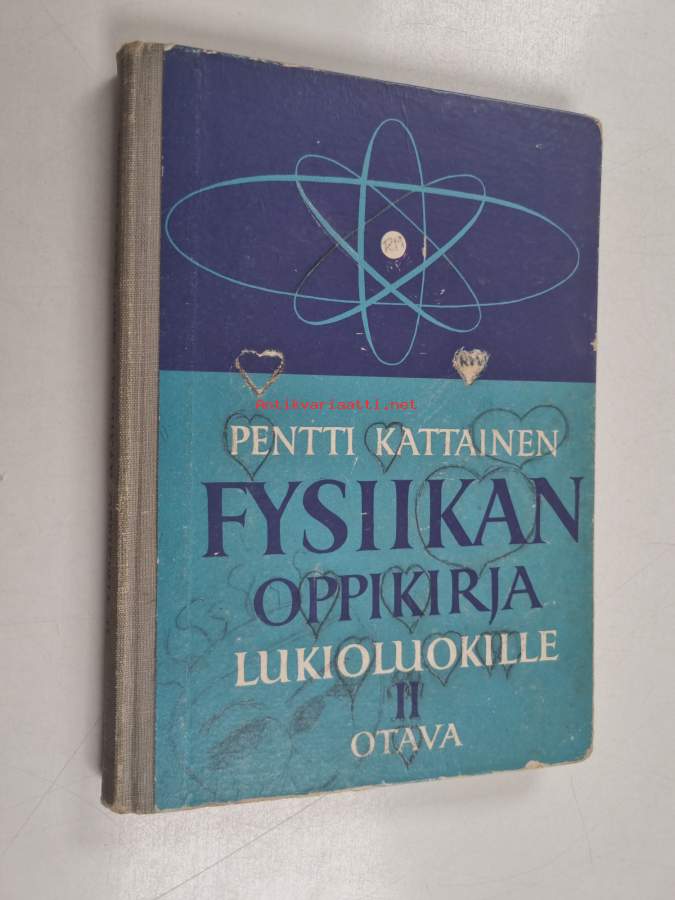 Antikvariaatti.net
PENTTI KATTAINEN
FYSIIKAN
OPPIKIRJA
LUKIOLUOKILLE
II
OTAVA